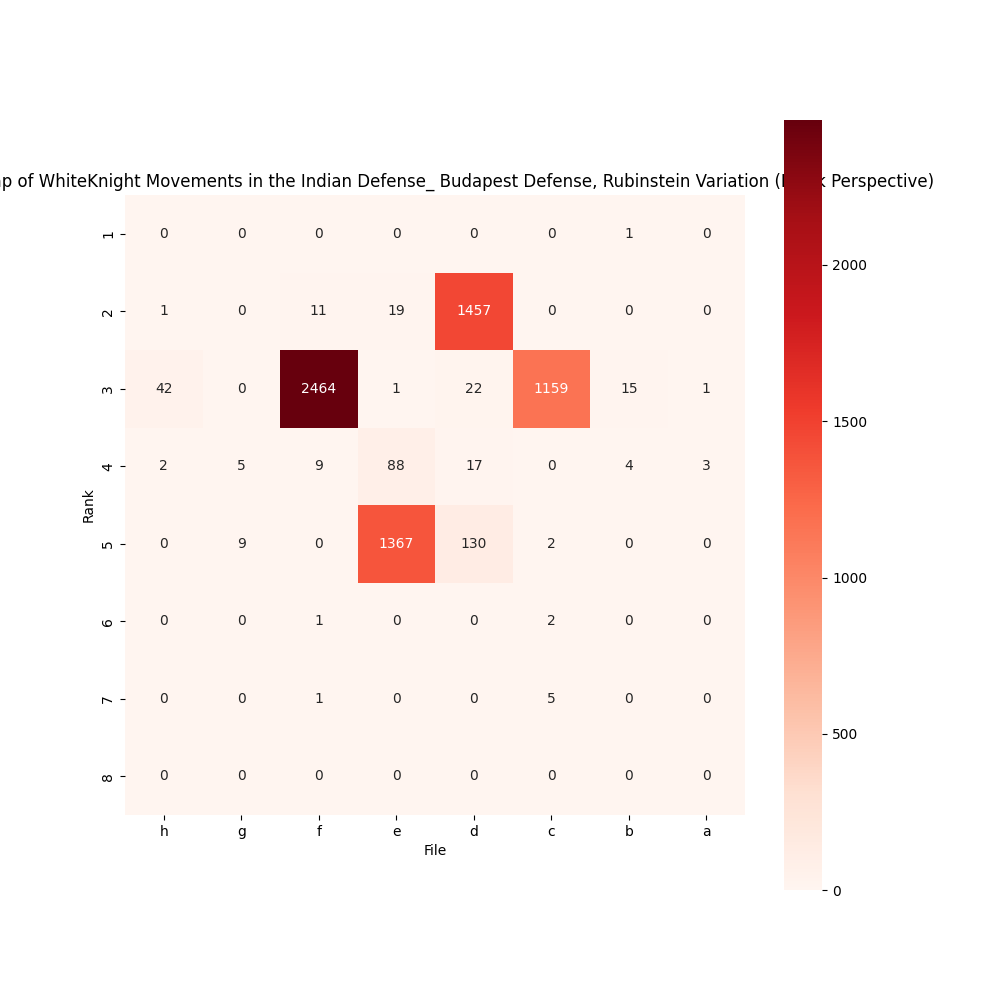 p of WhiteKnight Movements in the Indian Defense_ Budapest Defense, Rubinstein Variation ( Perspective)
1 0 0 0 0 0 0 1 0
2 1 0 11 19 1457 0 0 0
3 42 0 2464 1 22 1159 15 1
4 2 5 9 88 17 0 4 3
5 0 9 0 1367 130 2 0 0
6 0 0 1 0 0 2 0 0
7 0 0 1 0 0 5 0 0
8 0 0 0 0 0 0 0 0
h g f e d c b a
File
Rank
2000
1500
1000
500
0